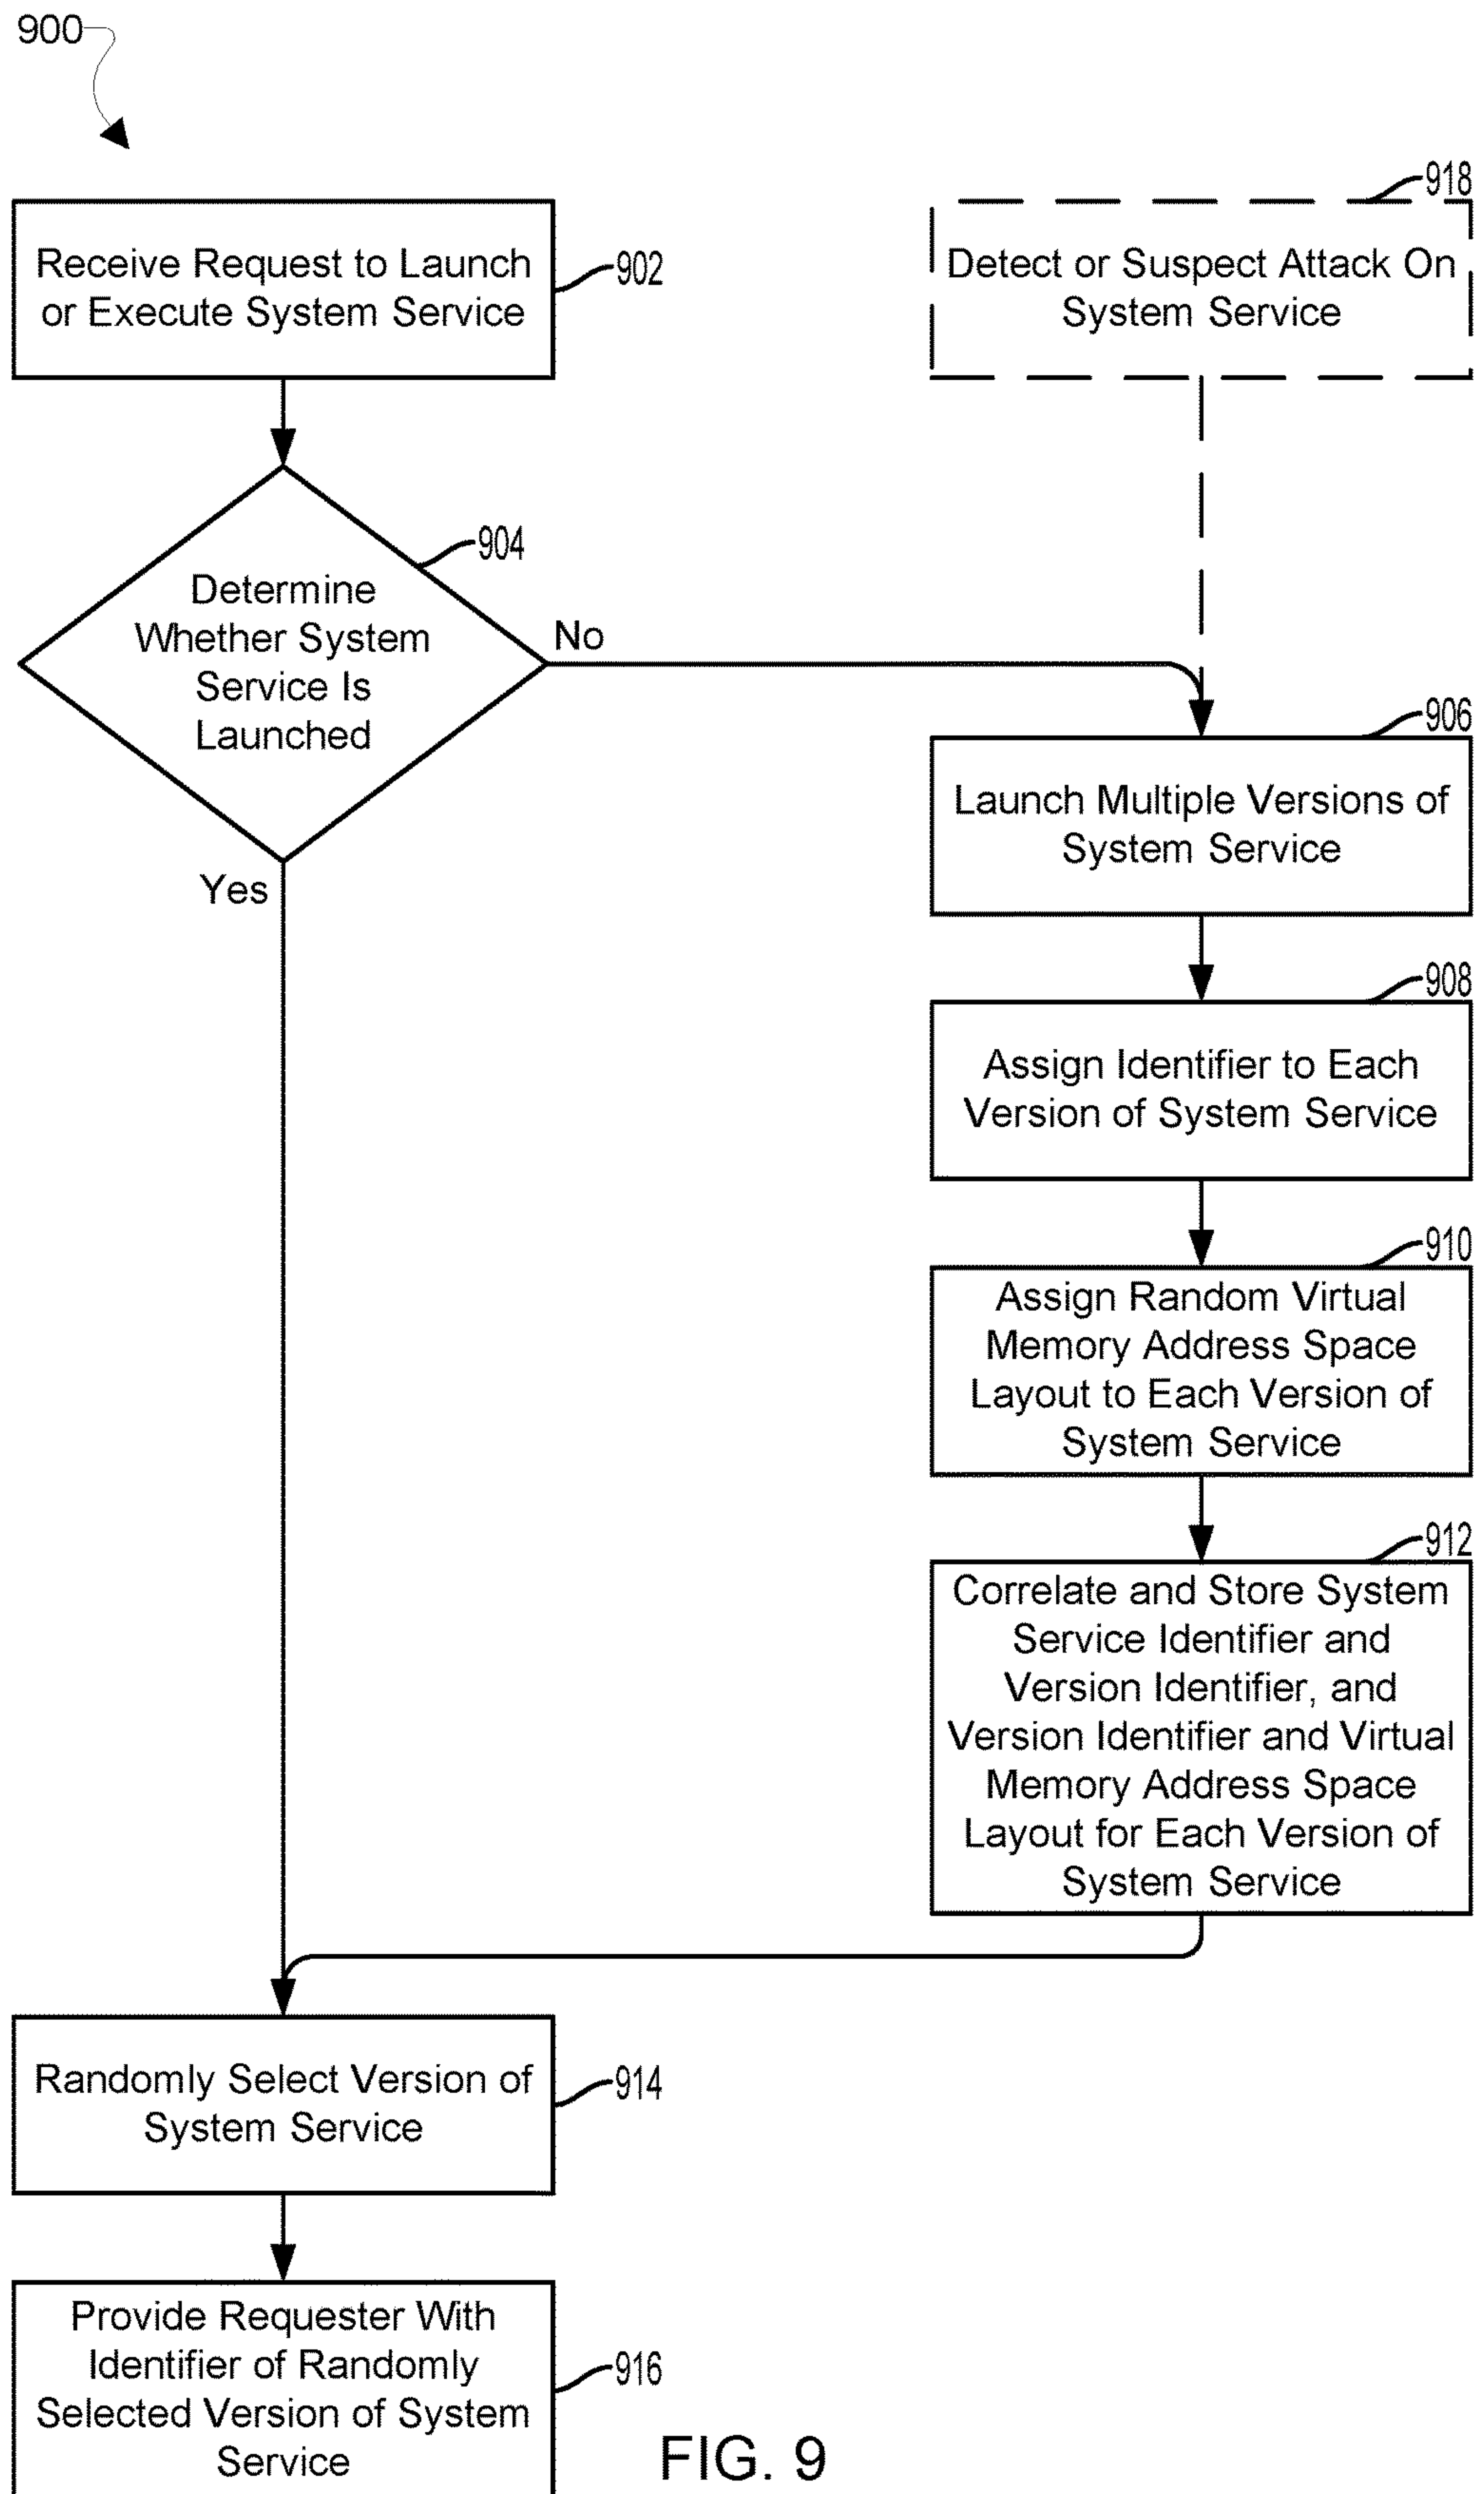 900
Receive Request to Launch
or Execute System Service
902
918
Detect or Suspect Attack On
System Service
904
Determine
Whether System
Service Is
Launched
No
Yes
906
Launch Multiple Versions of
System Service
908
Assign Identifier to Each
Version of System Service
910
Assign Random Virtual
Memory Address Space
Layout to Each Version of
System Service
912
Correlate and Store System
Service Identifier and
Version Identifier, and
Version Identifier and Virtual
Memory Address Space
Layout for Each Version of
System Service
Randomly Select Version of
System Service
914
Provide Requester With
Identifier of Randomly
Selected Version of System
Service
916
FIG. 9